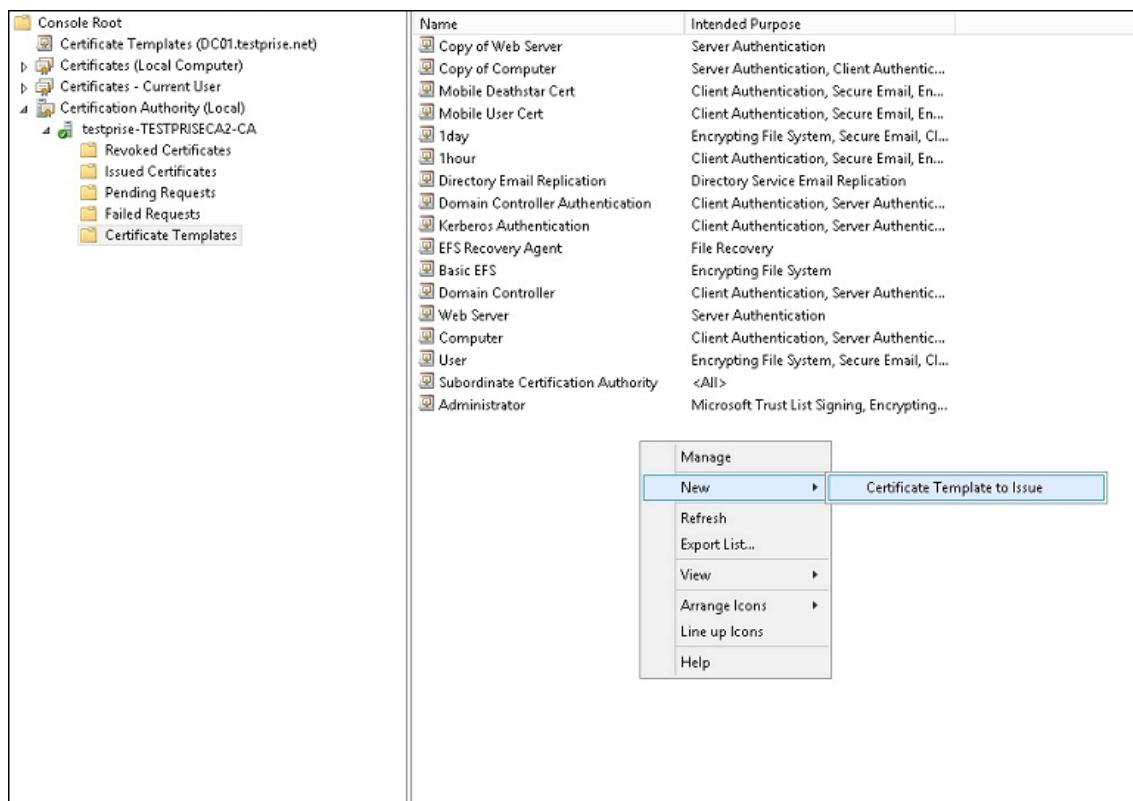 Console Root
Certificate Templates (DC01.testprise.net)
Certificates (Local Computer)
Certificates - Current User
Certification Authority (Local)
testprise-TESTPRISECA2-CA
Revoked Certificates
Issued Certificates
Pending Requests
Failed Requests
Certificate Templates
Name Intended Purpose
Copy of Web Server Server Authentication
Copy of Computer Server Authentication, Client Authentic...
Mobile Deathstar Cert Client Authentication, Secure Email, En...
Mobile User Cert Client Authentication, Secure Email, En...
1day Encrypting File System, Secure Email, Cl...
1hour Client Authentication, Secure Email, En...
Directory Email Replication Directory Service Email Replication
Domain Controller Authentication Client Authentication, Server Authentic...
Kerberos Authentication Client Authentication, Server Authentic...
EFS Recovery Agent File Recovery
Basic EFS Encrypting File System
Domain Controller Client Authentication, Server Authentic...
Web Server Server Authentication
Computer Client Authentication, Server Authentic...
User Encrypting File System, Secure Email, Cl...
Subordinate Certification Authority <All>
Administrator Microsoft Trust List Signing, Encrypting...
Manage
New Certificate Template to Issue
Refresh
Export List...
View
Arrange Icons
Line up Icons
Help